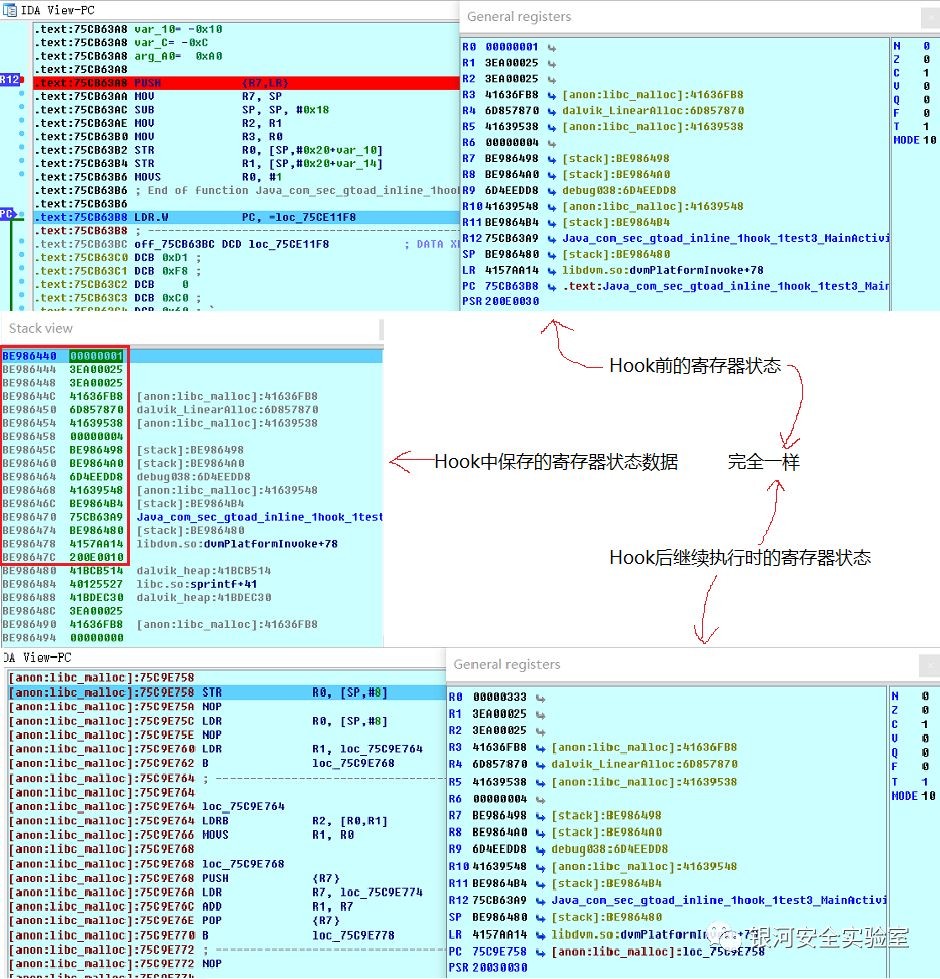 IDA View-PC
.text:75CB63A8 var_10= -0x10
.text:75CB63A8 var_C= -0xC
.text:75CB63A8 arg_A0= 0xA0
.text:75CB63A8
.text:75CB63A8 PUSH {R7,LR}
.text:75CB63AA MOV R7, SP
.text:75CB63AC SUB SP, SP, #0x18
.text:75CB63AE MOV R2, R1
.text:75CB63B0 MOV R3, R0
.text:75CB63B2 STR R0, [SP,#0x20+var_10]
.text:75CB63B4 STR R1, [SP,#0x20+var_14]
.text:75CB63B6 MOVS R0, #1
.text:75CB63B6 ; End of function Java_com_sec_gtoad_inline_1hook
.text:75CB63B6
.text:75CB63B8 LDR.W PC, =loc_75CE11F8
.text:75CB63B8 ; ---------------------------
.text:75CB63BC off_75CB63BC DCD loc_75CE11F8 ; DATA X
.text:75CB63C0 DCB 0xD1 ;
.text:75CB63C1 DCB 0xF8 ;
.text:75CB63C2 DCB 0
.text:75CB63C3 DCB 0xC0 ;
R12
PC
General registers
R0 00000001
R1 3EA00025
R2 3EA00025
R3 41636FB8 [anon:libc_malloc]:41636FB8
R4 6D857870 dalvik_LinearAlloc:6D857870
R5 41639538 [anon:libc_malloc]:41639538
R6 00000004
R7 BE986498 [stack]:BE986498
R8 BE9864A0 [stack]:BE9864A0
R9 6D4EEDD8 debug038:6D4EEDD8
R10 41639548 [anon:libc_malloc]:41639548
R11 BE9864B4 [stack]:BE9864B4
R12 75CB63A9 Java_com_sec_gtoad_inline_1hook_1test3_MainActivi
SP BE986480 [stack]:BE986480
LR 4157AA14 libdvm.so:dvmPlatformInvoke+78
PC 75CB63B8 .text:Java_com_sec_gtoad_inline_1hook_1test3_Main
PSR 200E0030
N 0
Z 0
C 1
V 0
Q 0
F 0
T 1
MODE 10
Stack view
BE986440 00000001
BE986444 3EA00025
BE986448 3EA00025
BE98644C 41636FB8 [anon:libc_malloc]:41636FB8
BE986450 6D857870 dalvik_LinearAlloc:6D857870
BE986454 41639538 [anon:libc_malloc]:41639538
BE986458 00000004
BE98645C BE986498 [stack]:BE986498
BE986460 BE9864A0 [stack]:BE9864A0
BE986464 6D4EEDD8 debug038:6D4EEDD8
BE986468 41639548 [anon:libc_malloc]:41639548
BE98646C BE9864B4 [stack]:BE9864B4
BE986470 75CB63A9 Java_com_sec_gtoad_inline_1hook_1test
BE986474 BE986480 [stack]:BE986480
BE986478 4157AA14 libdvm.so:dvmPlatformInvoke+78
BE98647C 200E0010
BE986480 41BCB514 dalvik_heap:41BCB514
BE986484 40125527 libc.so:sprintf+41
BE986488 41BDEC30 dalvik_heap:41BDEC30
BE98648C 3EA00025
BE986490 41636FB8 [anon:libc_malloc]:41636FB8
BE986494 00000000
Hook前的寄存器状态
Hook中保存的寄存器状态数据
完全一样
Hook后继续执行时的寄存器状态
DA View-PC
[anon:libc_malloc]:75C9E758
[anon:libc_malloc]:75C9E758 STR R0, [SP,#8]
[anon:libc_malloc]:75C9E75A NOP
[anon:libc_malloc]:75C9E75C LDR R0, [SP,#8]
[anon:libc_malloc]:75C9E75E NOP
[anon:libc_malloc]:75C9E760 LDR R1, loc_75C9E764
[anon:libc_malloc]:75C9E762 B loc_75C9E768
[anon:libc_malloc]:75C9E764 ; ---------------------------
[anon:libc_malloc]:75C9E764
[anon:libc_malloc]:75C9E764 loc_75C9E764
[anon:libc_malloc]:75C9E764 LDRB R2, [R0,R1]
[anon:libc_malloc]:75C9E766 MOVS R1, R0
[anon:libc_malloc]:75C9E768
[anon:libc_malloc]:75C9E768 loc_75C9E768
[anon:libc_malloc]:75C9E768 PUSH {R7}
[anon:libc_malloc]:75C9E76A LDR R7, loc_75C9E774
[anon:libc_malloc]:75C9E76C ADD R1, R7
[anon:libc_malloc]:75C9E76E POP {R7}
[anon:libc_malloc]:75C9E770 B loc_75C9E778
[anon:libc_malloc]:75C9E772 ; ---------------------------
[anon:libc_malloc]:75C9E772 NOP
General registers
R0 00000333
R1 3EA00025
R2 3EA00025
R3 41636FB8 [anon:libc_malloc]:41636FB8
R4 6D857870 dalvik_LinearAlloc:6D857870
R5 41639538 [anon:libc_malloc]:41639538
R6 00000004
R7 BE986498 [stack]:BE986498
R8 BE9864A0 [stack]:BE9864A0
R9 6D4EEDD8 debug038:6D4EEDD8
R10 41639548 [anon:libc_malloc]:41639548
R11 BE9864B4 [stack]:BE9864B4
R12 75CB63A9 Java_com_sec_gtoad_inline_1hook_1test3_MainActivi
SP BE986480 [stack]:BE986480
LR 4157AA14 libdvm.so:dvmPlatformInvoke+78
PC 75C9E758 [anon:libc_malloc]:loc_75C9E758
PSR 20030030
N 0
Z 0
C 1
V 0
Q 0
F 0
T 1
MODE 10
银河安全实验室